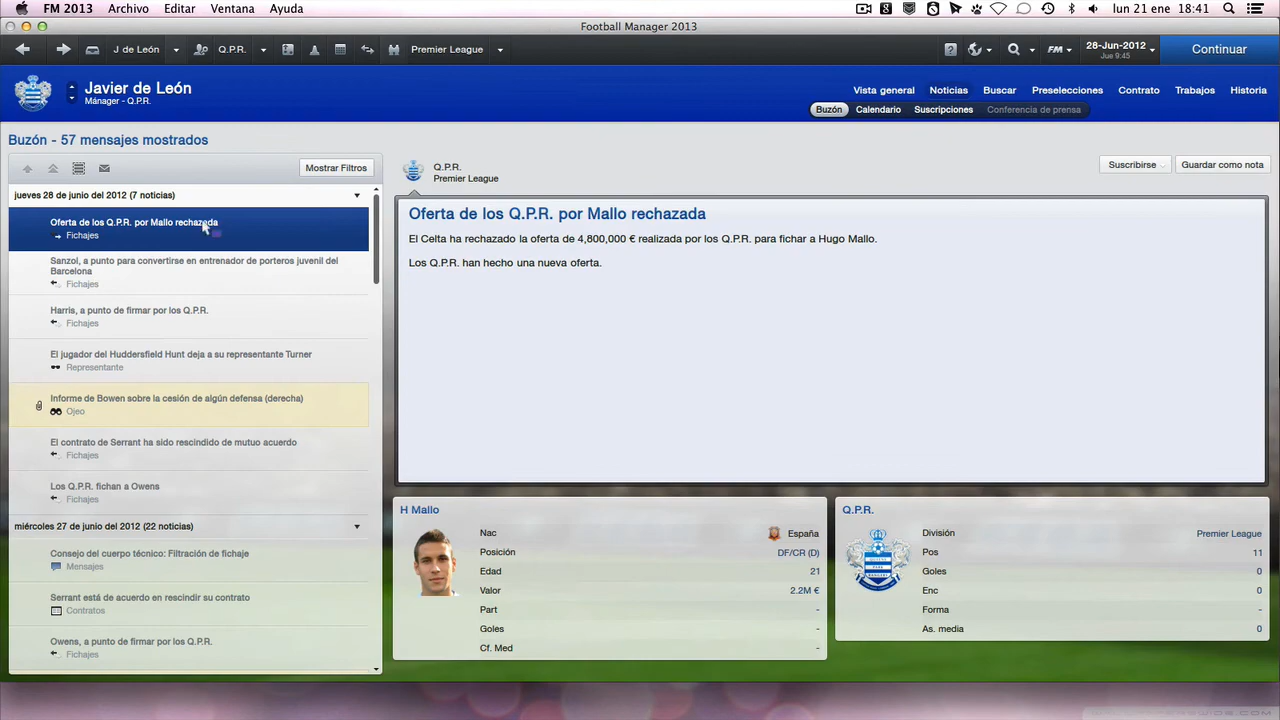 FM 2013 Archivo Editar Ventana Ayuda lun 21 ene 18:41
Football Manager 2013
J de León Q.P.R. Premier League FM 28-Jun-2012 Continuar
Jue 9:45
Javier de León
Mánager - Q.P.R.
Vista general Noticias Buscar Preselecciones Contrato Trabajos Historia
Buzón Calendario Suscripciones Conferencia de prensa
Buzón - 57 mensajes mostrados
Mostrar Filtros
jueves 28 de junio del 2012 (7 noticias)
Oferta de los Q.P.R. por Mallo rechazada
Fichajes
Sanzol, a punto para convertirse en entrenador de porteros juvenil del
Barcelona
Fichajes
Harris, a punto de firmar por los Q.P.R.
Fichajes
El jugador del Huddersfield Hunt deja a su representante Turner
Representante
Informe de Bowen sobre la cesión de algún defensa (derecha)
Ojeo
El contrato de Serrant ha sido rescindido de mutuo acuerdo
Fichajes
Los Q.P.R. fichan a Owens
Fichajes
miércoles 27 de junio del 2012 (22 noticias)
Consejo del cuerpo técnico: Filtración de fichaje
Mensajes
Serrant está de acuerdo en rescindir su contrato
Contratos
Owens, a punto de firmar por los Q.P.R.
Fichajes
Q.P.R.
Premier League
Suscribirse Guardar como nota
Oferta de los Q.P.R. por Mallo rechazada
El Celta ha rechazado la oferta de 4,800,000 € realizada por los Q.P.R. para fichar a Hugo Mallo.
Los Q.P.R. han hecho una nueva oferta.
H Mallo
Nac España
Posición DF/CR (D)
Edad 21
Valor 2.2M €
Part -
Goles -
Cf. Med -
Q.P.R.
División Premier League
Pos 11
Goles 0
Enc 0
Forma -
As. media 0